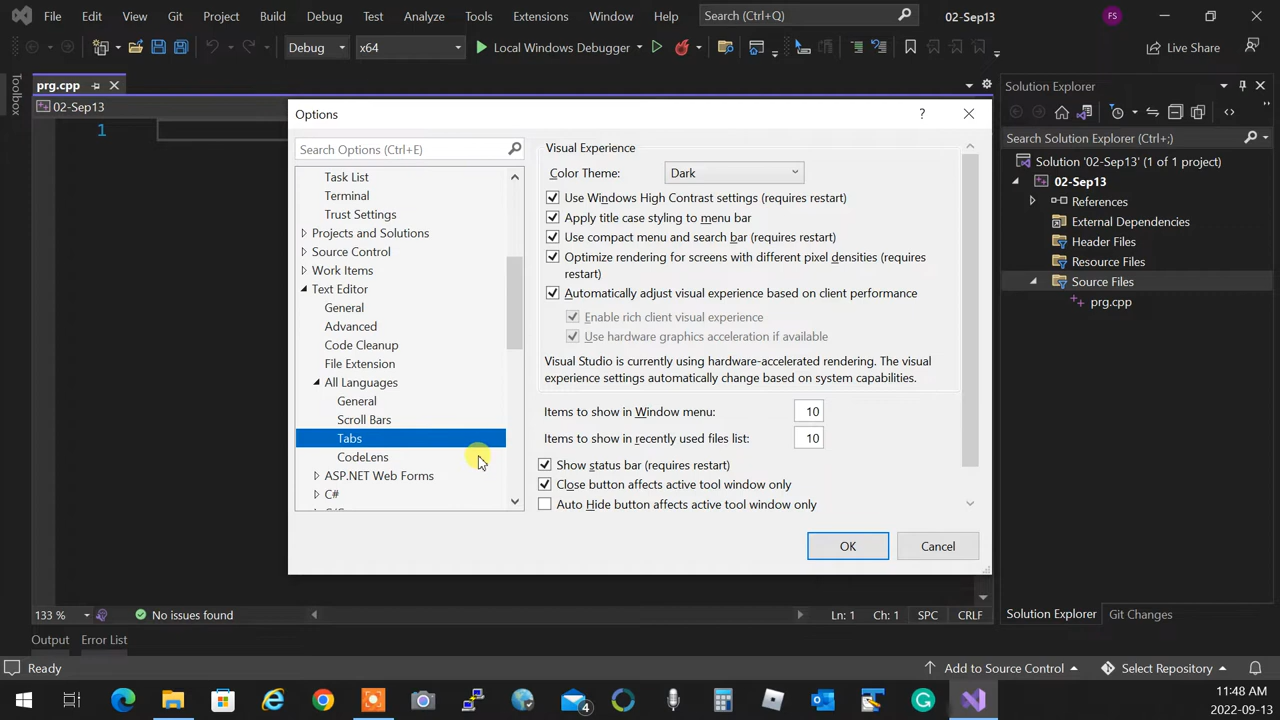 File Edit View Git Project Build Debug Test Analyze Tools Extensions Window Help Search (Ctrl+Q) 02-Sep13 FS
Debug x64 Local Windows Debugger Live Share
Toolbox
prg.cpp
02-Sep13
1
Options
Search Options (Ctrl+E)
Task List
Terminal
Trust Settings
Projects and Solutions
Source Control
Work Items
Text Editor
General
Advanced
Code Cleanup
File Extension
All Languages
General
Scroll Bars
Tabs
CodeLens
ASP.NET Web Forms
C#
Visual Experience
Color Theme: Dark
Use Windows High Contrast settings (requires restart)
Apply title case styling to menu bar
Use compact menu and search bar (requires restart)
Optimize rendering for screens with different pixel densities (requires
restart)
Automatically adjust visual experience based on client performance
Enable rich client visual experience
Use hardware graphics acceleration if available
Visual Studio is currently using hardware-accelerated rendering. The visual
experience settings automatically change based on system capabilities.
Items to show in Window menu: 10
Items to show in recently used files list: 10
Show status bar (requires restart)
Close button affects active tool window only
Auto Hide button affects active tool window only
OK Cancel
Solution Explorer
Search Solution Explorer (Ctrl+;)
Solution '02-Sep13' (1 of 1 project)
02-Sep13
References
External Dependencies
Header Files
Resource Files
Source Files
prg.cpp
133 % No issues found Ln: 1 Ch: 1 SPC CRLF
Solution Explorer Git Changes
Output Error List
Ready Add to Source Control Select Repository
4
11:48 AM
2022-09-13